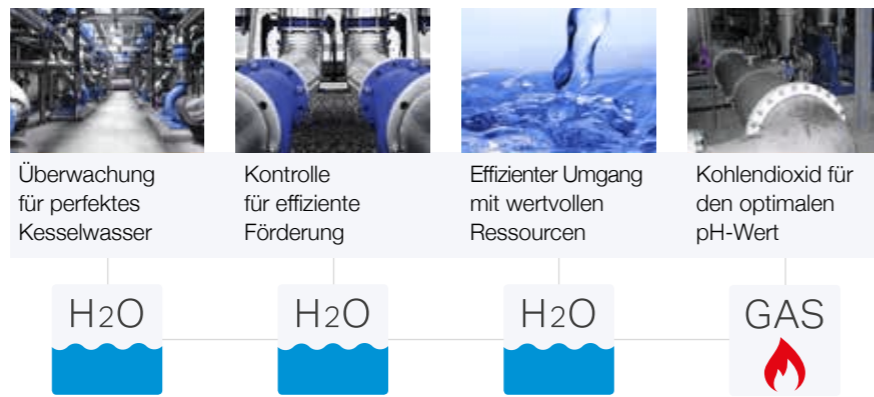 Überwachung
für perfektes
Kesselwasser
Kontrolle
für effiziente
Förderung
Effizienter Umgang
mit wertvollen
Ressourcen
Kohlendioxid für
den optimalen
pH-Wert
H2O
H2O
H2O
GAS